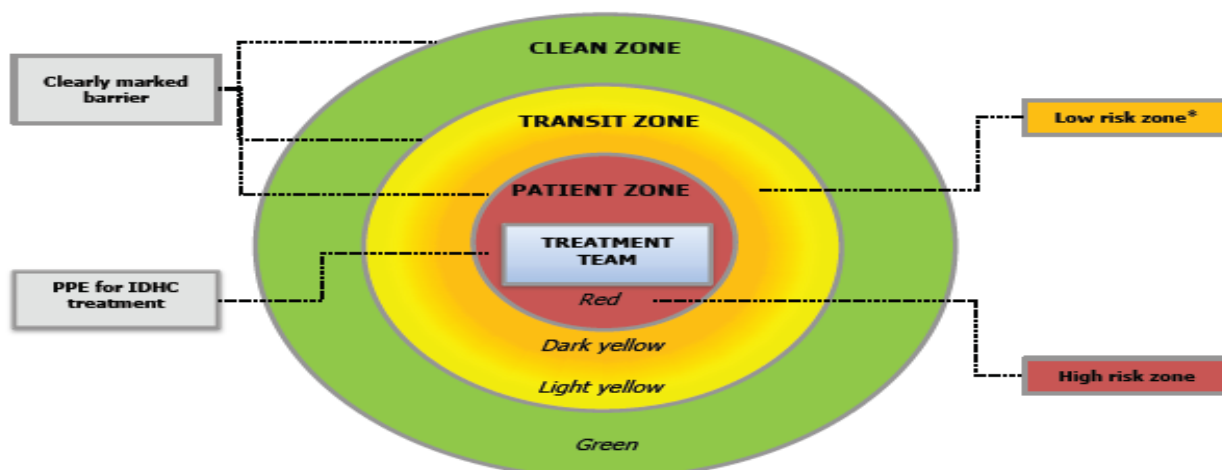 CLEAN ZONE
Clearly marked
barrier
TRANSIT ZONE
Low risk zone*
PATIENT ZONE
TREATMENT
TEAM
PPE for IDHC
treatment
Red
Dark yellow
High risk zone
Light yellow
Green